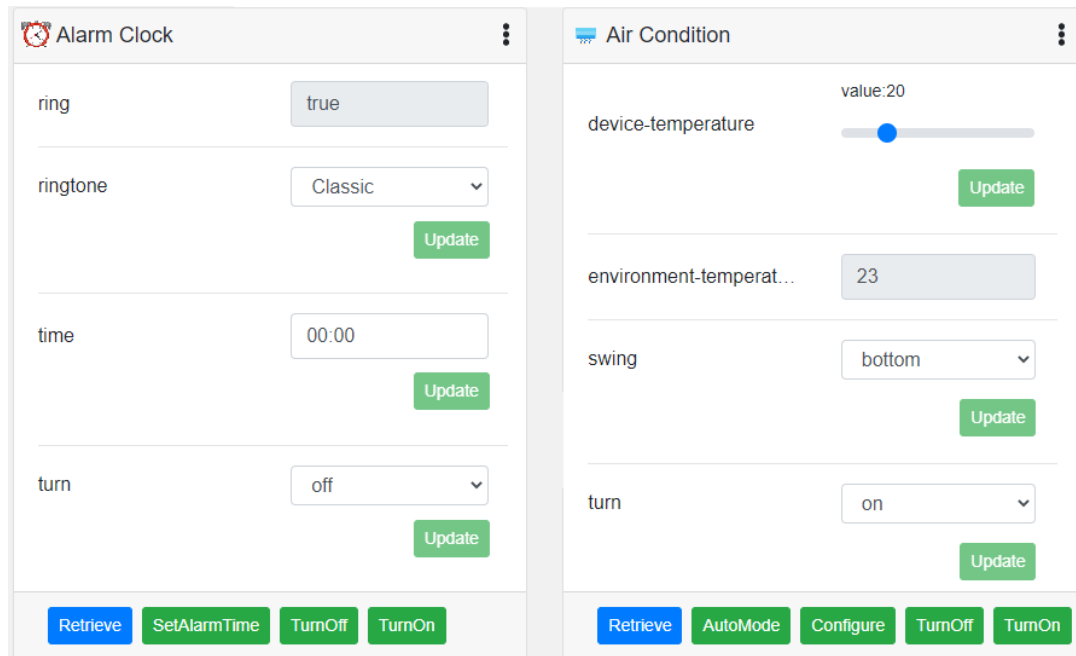 Alarm Clock
ring
true
ringtone
Classic
Update
time
00:00
Update
turn
off
Update
Retrieve SetAlarmTime TurnOff TurnOn
Air Condition
value:20
device-temperature
Update
environment-temperat...
23
swing
bottom
Update
turn
on
Update
Retrieve AutoMode Configure TurnOff TurnOn